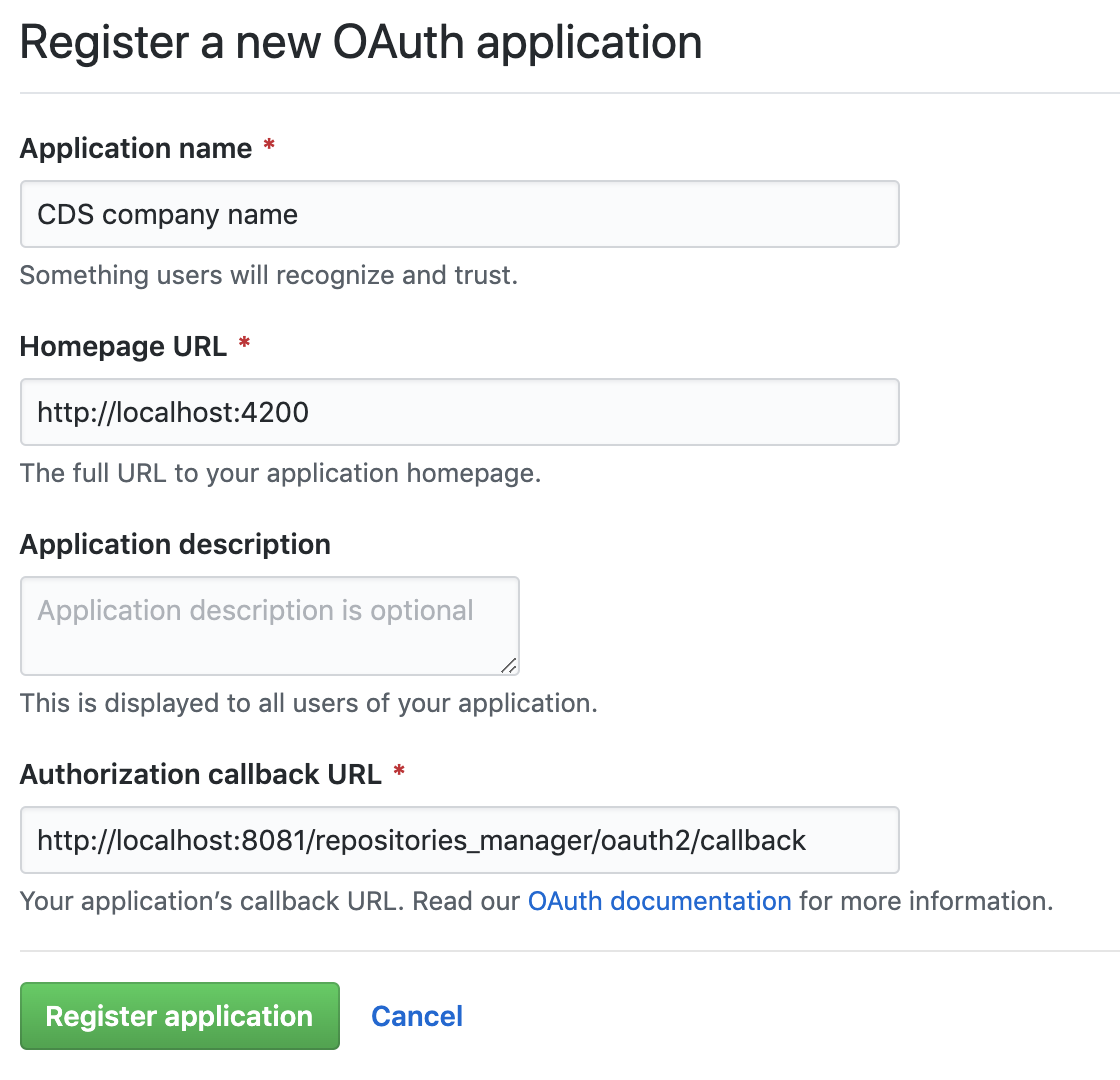 Register a new OAuth application
Application name *
CDS company name
Something users will recognize and trust.
Homepage URL *
http://localhost:4200
The full URL to your application homepage.
Application description
Application description is optional
This is displayed to all users of your application.
Authorization callback URL *
http://localhost:8081/repositories_manager/oauth2/callback
Your application’s callback URL. Read our OAuth documentation for more information.
Register application Cancel